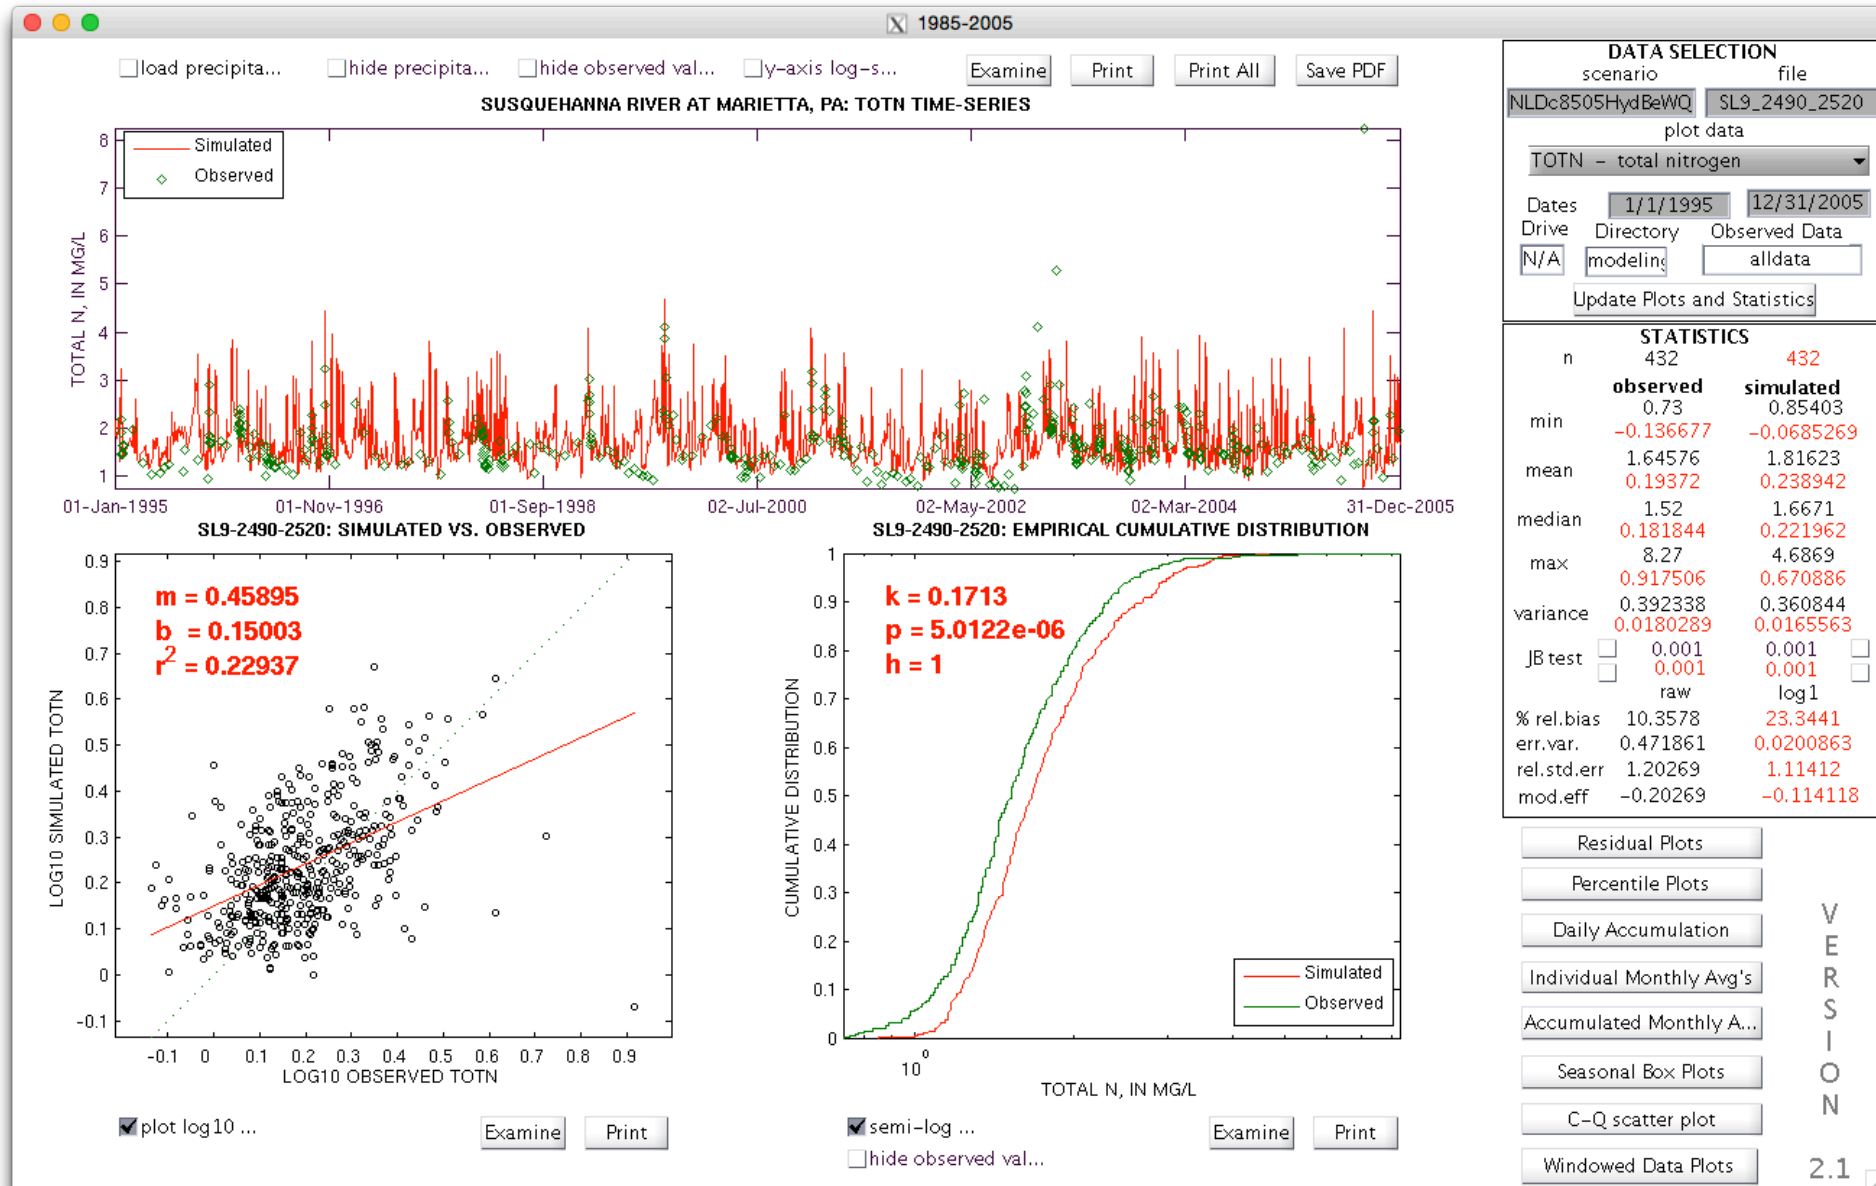 1985-2005
load precipita...
hide precipita...
hide observed val...
y-axis log-s...
Examine
Print
Print All
Save PDF
SUSQUEHANNA RIVER AT MARIETTA, PA: TOTN TIME-SERIES
TOTAL N, IN MG/L
8
7
6
5
4
3
2
1
Simulated
Observed
01-Jan-1995
01-Nov-1996
01-Sep-1998
02-Jul-2000
02-May-2002
02-Mar-2004
31-Dec-2005
SL9-2490-2520: SIMULATED VS. OBSERVED
m = 0.45895
b = 0.15003
r2 = 0.22937
LOG10 SIMULATED TOTN
0.9
0.8
0.7
0.6
0.5
0.4
0.3
0.2
0.1
0
-0.1
-0.1 0 0.1 0.2 0.3 0.4 0.5 0.6 0.7 0.8 0.9
LOG10 OBSERVED TOTN
plot log10 ...
Examine
Print
SL9-2490-2520: EMPIRICAL CUMULATIVE DISTRIBUTION
k = 0.1713
p = 5.0122e-06
h = 1
CUMULATIVE DISTRIBUTION
1
0.9
0.8
0.7
0.6
0.5
0.4
0.3
0.2
0.1
0
Simulated
Observed
10^0
TOTAL N, IN MG/L
semi-log ...
hide observed val...
Examine
Print
DATA SELECTION
scenario file
NLDc8505HydBeWQ SL9_2490_2520
plot data
TOTN - total nitrogen
Dates 1/1/1995 12/31/2005
Drive Directory Observed Data
N/A modeling alldata
Update Plots and Statistics
STATISTICS
n 432 432
observed simulated
min 0.73 0.85403
-0.136677 -0.0685269
mean 1.64576 1.81623
0.19372 0.238942
median 1.52 1.6671
0.181844 0.221962
max 8.27 4.6869
0.917506 0.670886
variance 0.392338 0.360844
0.0180289 0.0165563
JB test 0.001 0.001
0.001 0.001
raw log1
% rel.bias 10.3578 23.3441
err.var. 0.471861 0.0200863
rel.std.err 1.20269 1.11412
mod.eff -0.20269 -0.114118
Residual Plots
Percentile Plots
Daily Accumulation
Individual Monthly Avg's
Accumulated Monthly A...
Seasonal Box Plots
C-Q scatter plot
Windowed Data Plots
VERSION
2.1